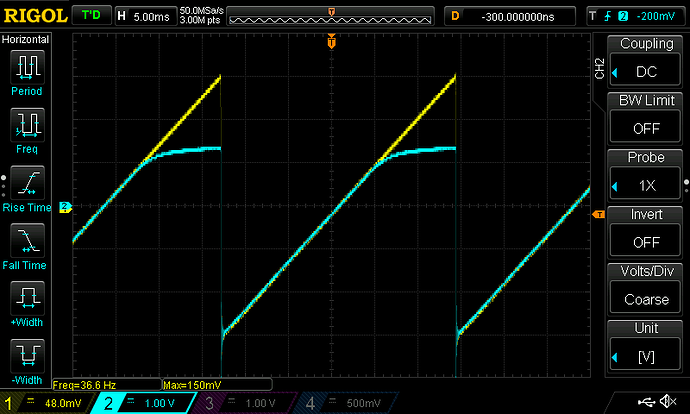 RIGOL T'D H 5.00ms 50.0MSa/s 3.00M pts T D -300.000000ns T 2 -200mV
Horizontal
Period
Freq
Rise Time
Fall Time
+Width
-Width
T
2
T
CH2
Coupling
DC
BW Limit
OFF
Probe
1X
Invert
OFF
Volts/Div
Coarse
Unit
[V]
Freq=36.6 Hz Max=150mV
1 48.0mV 2 1.00 V 3 1.00 V 4 500mV